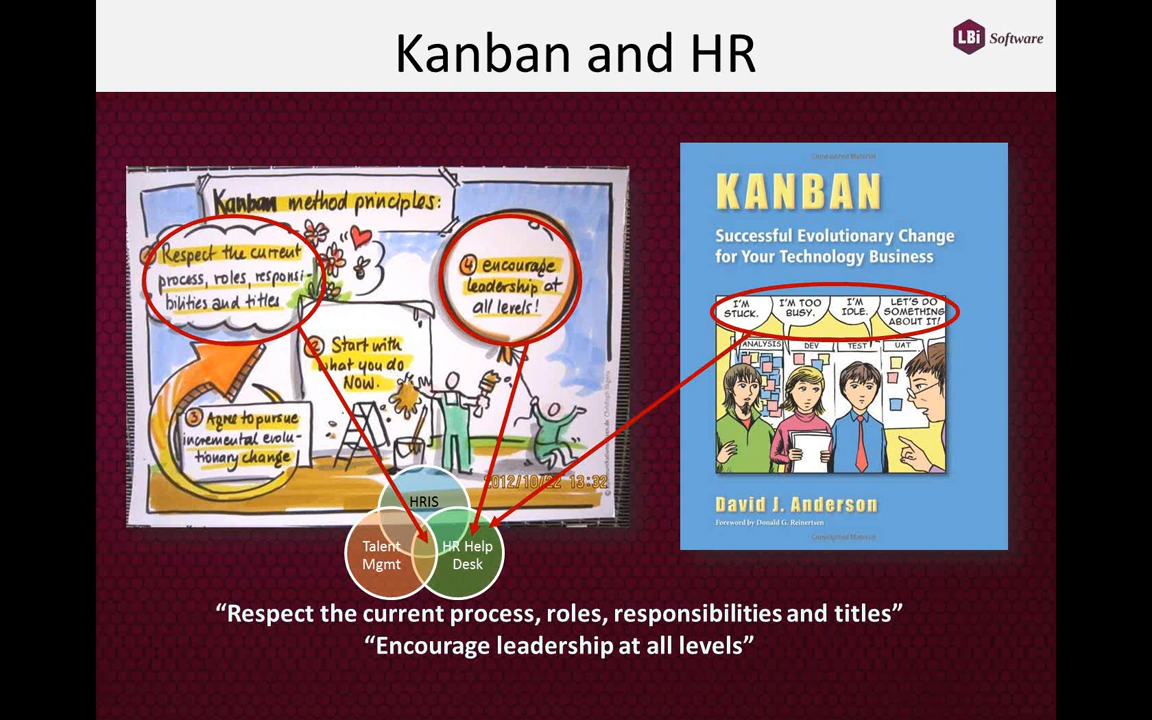 Kanban and HR
LBi Software
Kanban method principles:
1 Respect the current
process, roles, responsi-
bilities and titles
4 encourage
leadership at
all levels!
2 Start with
what you do
NOW.
3 Agree to pursue
incremental evolu-
tionary change
2012/10/22 13:32
HRIS
Talent
Mgmt
HR Help
Desk
Copyrighted Material
KANBAN
Successful Evolutionary Change
for Your Technology Business
I'M
STUCK.
I'M TOO
BUSY.
I'M
IDLE.
LET'S DO
SOMETHING
ABOUT IT!
ANALYSIS
DEV
TEST
UAT
David J. Anderson
Foreword by Donald G. Reinertsen
Copyrighted Material
“Respect the current process, roles, responsibilities and titles”
“Encourage leadership at all levels”